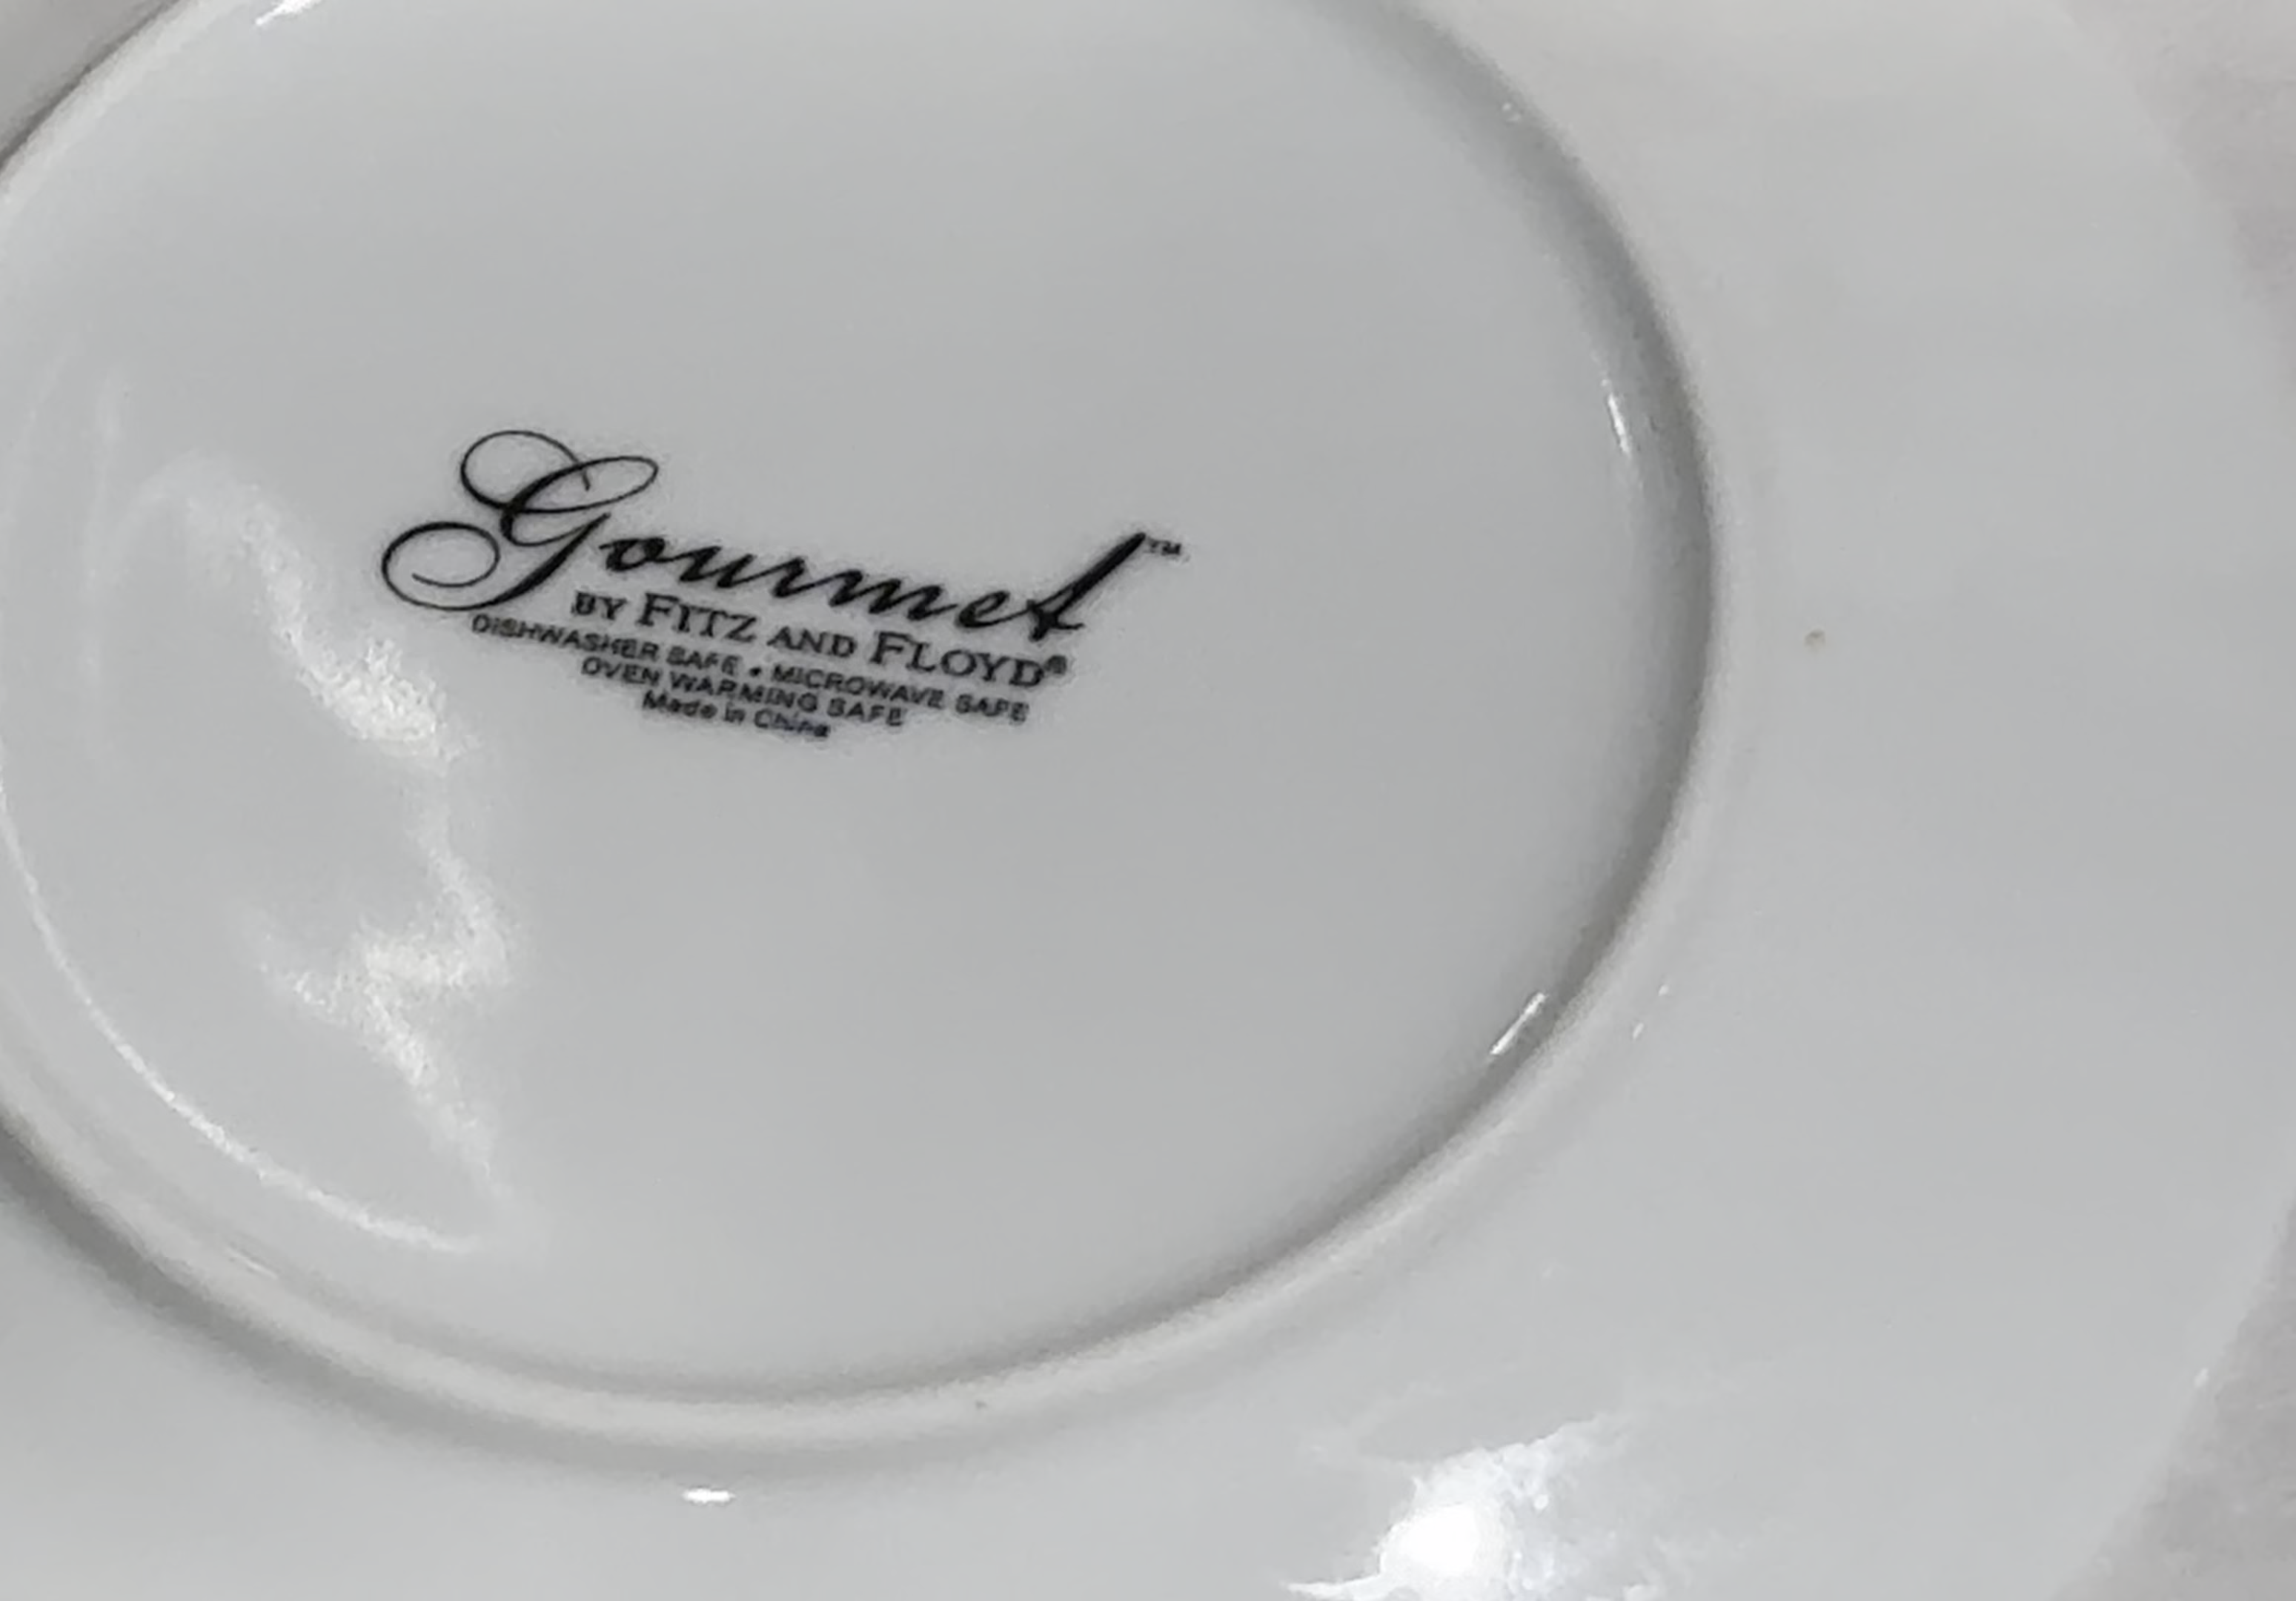 Gourmet™
BY FITZ AND FLOYD®
DISHWASHER SAFE • MICROWAVE SAFE
OVEN WARMING SAFE
Made in China